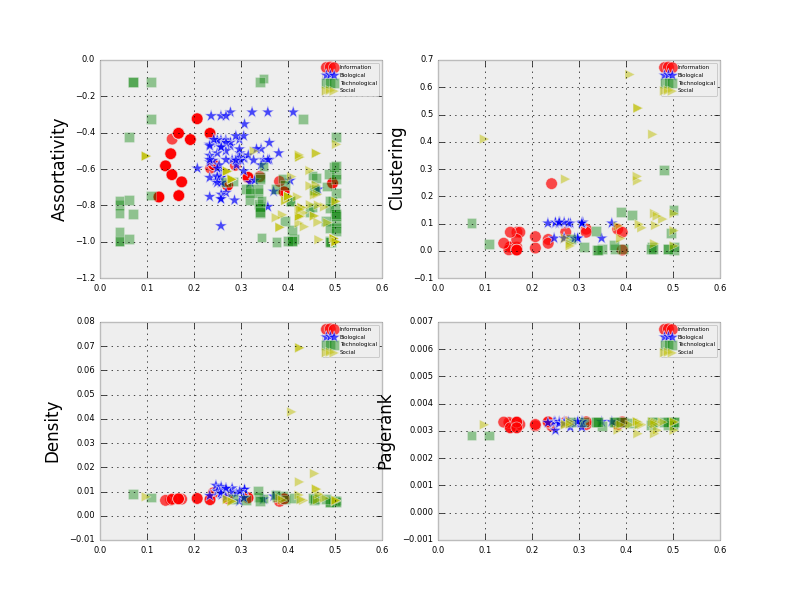 Assortativity
0.0
−0.2
−0.4
−0.6
−0.8
−1.0
−1.2
0.0 0.1 0.2 0.3 0.4 0.5 0.6
Information
Biological
Technological
Social
Clustering
0.7
0.6
0.5
0.4
0.3
0.2
0.1
0.0
−0.1
0.0 0.1 0.2 0.3 0.4 0.5 0.6
Information
Biological
Technological
Social
Density
0.08
0.07
0.06
0.05
0.04
0.03
0.02
0.01
0.00
−0.01
0.0 0.1 0.2 0.3 0.4 0.5 0.6
Information
Biological
Technological
Social
Pagerank
0.007
0.006
0.005
0.004
0.003
0.002
0.001
0.000
−0.001
0.0 0.1 0.2 0.3 0.4 0.5 0.6
Information
Biological
Technological
Social